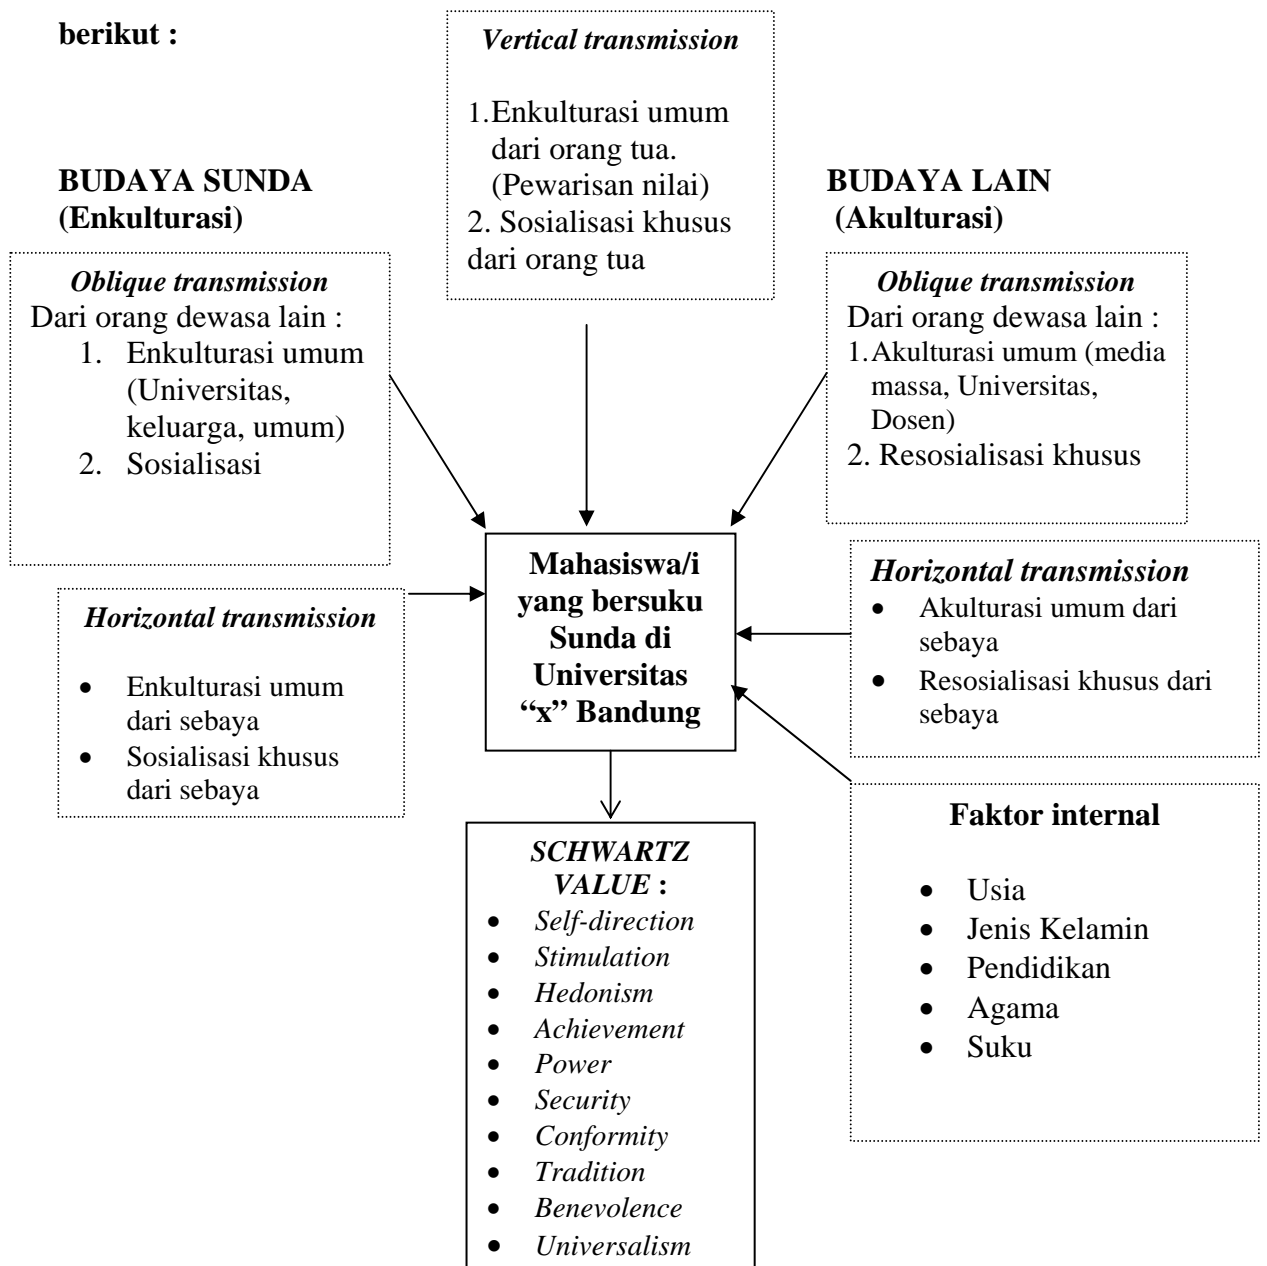 berikut :
Vertical transmission
1.Enkulturasi umum
dari orang tua.
(Pewarisan nilai)
2. Sosialisasi khusus
dari orang tua
BUDAYA SUNDA
(Enkulturasi)
BUDAYA LAIN
(Akulturasi)
Oblique transmission
Dari orang dewasa lain :
1. Enkulturasi umum
(Universitas,
keluarga, umum)
2. Sosialisasi
Oblique transmission
Dari orang dewasa lain :
1.Akulturasi umum (media
massa, Universitas,
Dosen)
2. Resosialisasi khusus
Mahasiswa/i
yang bersuku
Sunda di
Universitas
“x” Bandung
Horizontal transmission
• Enkulturasi umum
dari sebaya
• Sosialisasi khusus
dari sebaya
Horizontal transmission
• Akulturasi umum dari
sebaya
• Resosialisasi khusus dari
sebaya
Faktor internal
• Usia
• Jenis Kelamin
• Pendidikan
• Agama
• Suku
SCHWARTZ
VALUE :
• Self-direction
• Stimulation
• Hedonism
• Achievement
• Power
• Security
• Conformity
• Tradition
• Benevolence
• Universalism